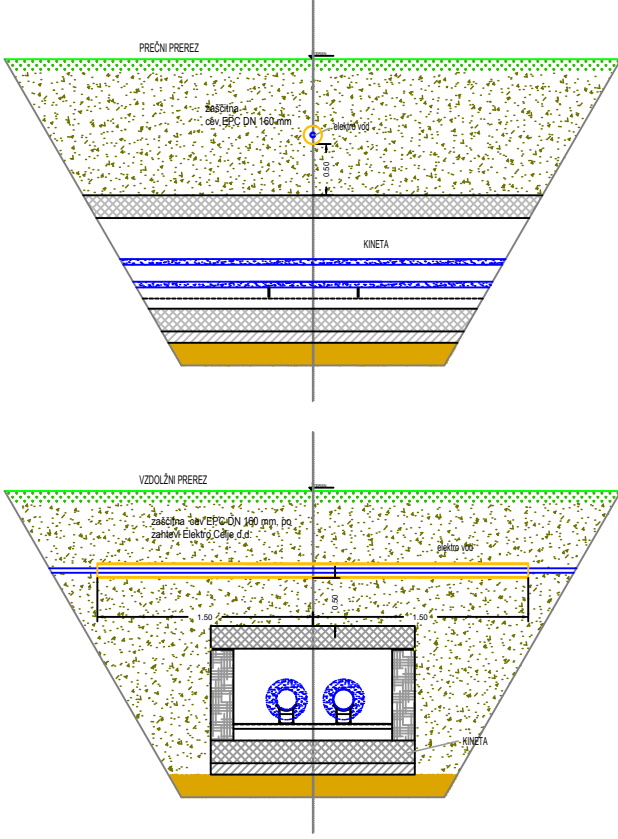 PREČNI PREREZ
zaščitna
cev EPC DN 160 mm
elektro vod
0.50
KINETA
VZDOLŽNI PREREZ
zaščitna cev EPC DN 160 mm, po
zahtevi Elektro Celje d.d.
elektro vod
0.50
1.50
1.50
KINETA